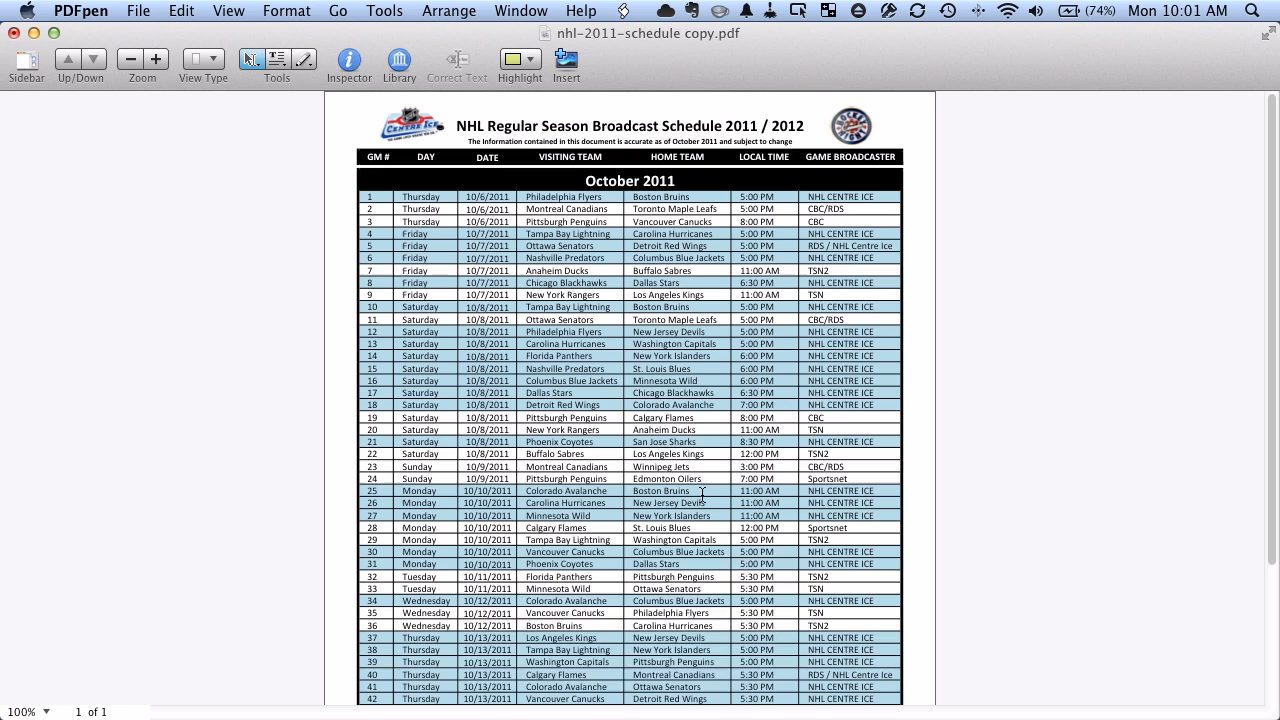 PDFpen File Edit View Format Go Tools Arrange Window Help (74%) Mon 10:01 AM
nhl-2011-schedule copy.pdf
Sidebar Up/Down Zoom View Type Tools Inspector Library Correct Text Highlight Insert
CENTRE ICE NHL Regular Season Broadcast Schedule 2011 / 2012
The Information contained in this document is accurate as of October 2011 and subject to change
GM # DAY DATE VISITING TEAM HOME TEAM LOCAL TIME GAME BROADCASTER
October 2011
1 Thursday 10/6/2011 Philadelphia Flyers Boston Bruins 5:00 PM NHL CENTRE ICE
2 Thursday 10/6/2011 Montreal Canadians Toronto Maple Leafs 5:00 PM CBC/RDS
3 Thursday 10/6/2011 Pittsburgh Penguins Vancouver Canucks 8:00 PM CBC
4 Friday 10/7/2011 Tampa Bay Lightning Carolina Hurricanes 5:00 PM NHL CENTRE ICE
5 Friday 10/7/2011 Ottawa Senators Detroit Red Wings 5:00 PM RDS / NHL Centre Ice
6 Friday 10/7/2011 Nashville Predators Columbus Blue Jackets 5:00 PM NHL CENTRE ICE
7 Friday 10/7/2011 Anaheim Ducks Buffalo Sabres 11:00 AM TSN2
8 Friday 10/7/2011 Chicago Blackhawks Dallas Stars 6:30 PM NHL CENTRE ICE
9 Friday 10/7/2011 New York Rangers Los Angeles Kings 11:00 AM TSN
10 Saturday 10/8/2011 Tampa Bay Lightning Boston Bruins 5:00 PM NHL CENTRE ICE
11 Saturday 10/8/2011 Ottawa Senators Toronto Maple Leafs 5:00 PM CBC/RDS
12 Saturday 10/8/2011 Philadelphia Flyers New Jersey Devils 5:00 PM NHL CENTRE ICE
13 Saturday 10/8/2011 Carolina Hurricanes Washington Capitals 5:00 PM NHL CENTRE ICE
14 Saturday 10/8/2011 Florida Panthers New York Islanders 6:00 PM NHL CENTRE ICE
15 Saturday 10/8/2011 Nashville Predators St. Louis Blues 6:00 PM NHL CENTRE ICE
16 Saturday 10/8/2011 Columbus Blue Jackets Minnesota Wild 6:00 PM NHL CENTRE ICE
17 Saturday 10/8/2011 Dallas Stars Chicago Blackhawks 6:30 PM NHL CENTRE ICE
18 Saturday 10/8/2011 Detroit Red Wings Colorado Avalanche 7:00 PM NHL CENTRE ICE
19 Saturday 10/8/2011 Pittsburgh Penguins Calgary Flames 8:00 PM CBC
20 Saturday 10/8/2011 New York Rangers Anaheim Ducks 11:00 AM TSN
21 Saturday 10/8/2011 Phoenix Coyotes San Jose Sharks 8:30 PM NHL CENTRE ICE
22 Saturday 10/8/2011 Buffalo Sabres Los Angeles Kings 12:00 PM TSN2
23 Sunday 10/9/2011 Montreal Canadians Winnipeg Jets 3:00 PM CBC/RDS
24 Sunday 10/9/2011 Pittsburgh Penguins Edmonton Oilers 7:00 PM Sportsnet
25 Monday 10/10/2011 Colorado Avalanche Boston Bruins 11:00 AM NHL CENTRE ICE
26 Monday 10/10/2011 Carolina Hurricanes New Jersey Devils 11:00 AM NHL CENTRE ICE
27 Monday 10/10/2011 Minnesota Wild New York Islanders 11:00 AM NHL CENTRE ICE
28 Monday 10/10/2011 Calgary Flames St. Louis Blues 12:00 PM Sportsnet
29 Monday 10/10/2011 Tampa Bay Lightning Washington Capitals 5:00 PM TSN2
30 Monday 10/10/2011 Vancouver Canucks Columbus Blue Jackets 5:00 PM NHL CENTRE ICE
31 Monday 10/10/2011 Phoenix Coyotes Dallas Stars 5:00 PM NHL CENTRE ICE
32 Tuesday 10/11/2011 Florida Panthers Pittsburgh Penguins 5:30 PM TSN2
33 Tuesday 10/11/2011 Minnesota Wild Ottawa Senators 5:30 PM TSN
34 Wednesday 10/12/2011 Colorado Avalanche Columbus Blue Jackets 5:00 PM NHL CENTRE ICE
35 Wednesday 10/12/2011 Vancouver Canucks Philadelphia Flyers 5:30 PM TSN
36 Wednesday 10/12/2011 Boston Bruins Carolina Hurricanes 5:30 PM TSN2
37 Thursday 10/13/2011 Los Angeles Kings New Jersey Devils 5:00 PM NHL CENTRE ICE
38 Thursday 10/13/2011 Tampa Bay Lightning New York Islanders 5:00 PM NHL CENTRE ICE
39 Thursday 10/13/2011 Washington Capitals Pittsburgh Penguins 5:00 PM NHL CENTRE ICE
40 Thursday 10/13/2011 Calgary Flames Montreal Canadians 5:30 PM RDS / NHL Centre Ice
41 Thursday 10/13/2011 Colorado Avalanche Ottawa Senators 5:30 PM NHL CENTRE ICE
42 Thursday 10/13/2011 Vancouver Canucks Detroit Red Wings 5:30 PM NHL CENTRE ICE
100% 1 of 1